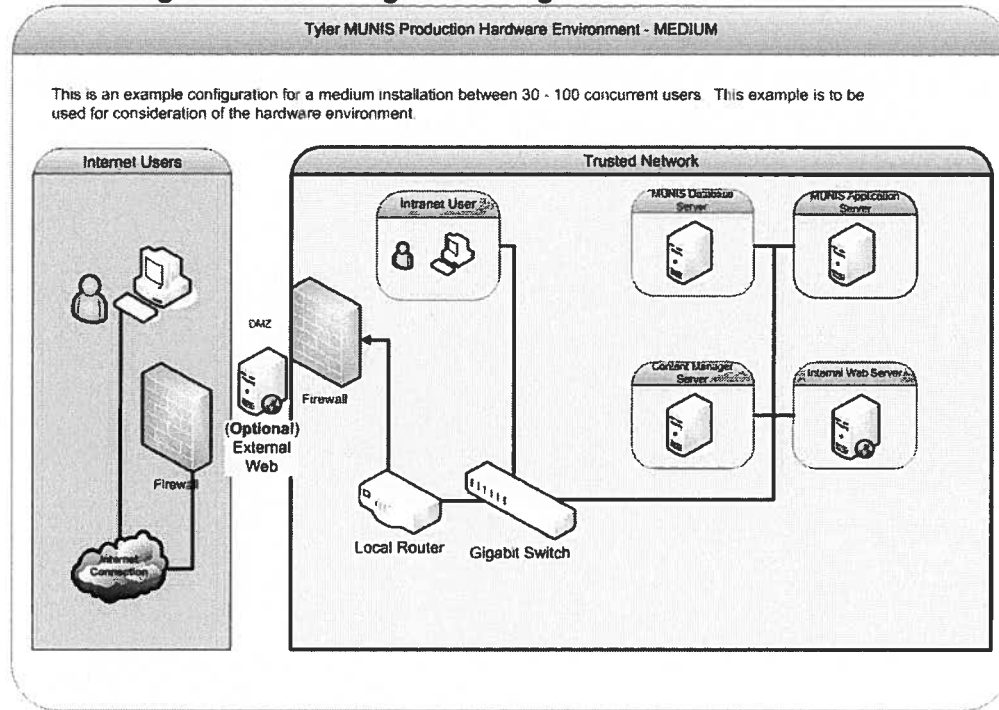 Tyler MUNIS Production Hardware Environment - MEDIUM
This is an example configuration for a medium installation between 30 - 100 concurrent users. This example is to be
used for consideration of the hardware environment.
Internet Users
Trusted Network
Intranet User
MUNIS Database
Server
MUNIS Application
Server
DMZ
Firewall
Content Manager
Server
Internal Web Server
(Optional)
External
Web
Firewall
Local Router
Gigabit Switch
Internet
Connection